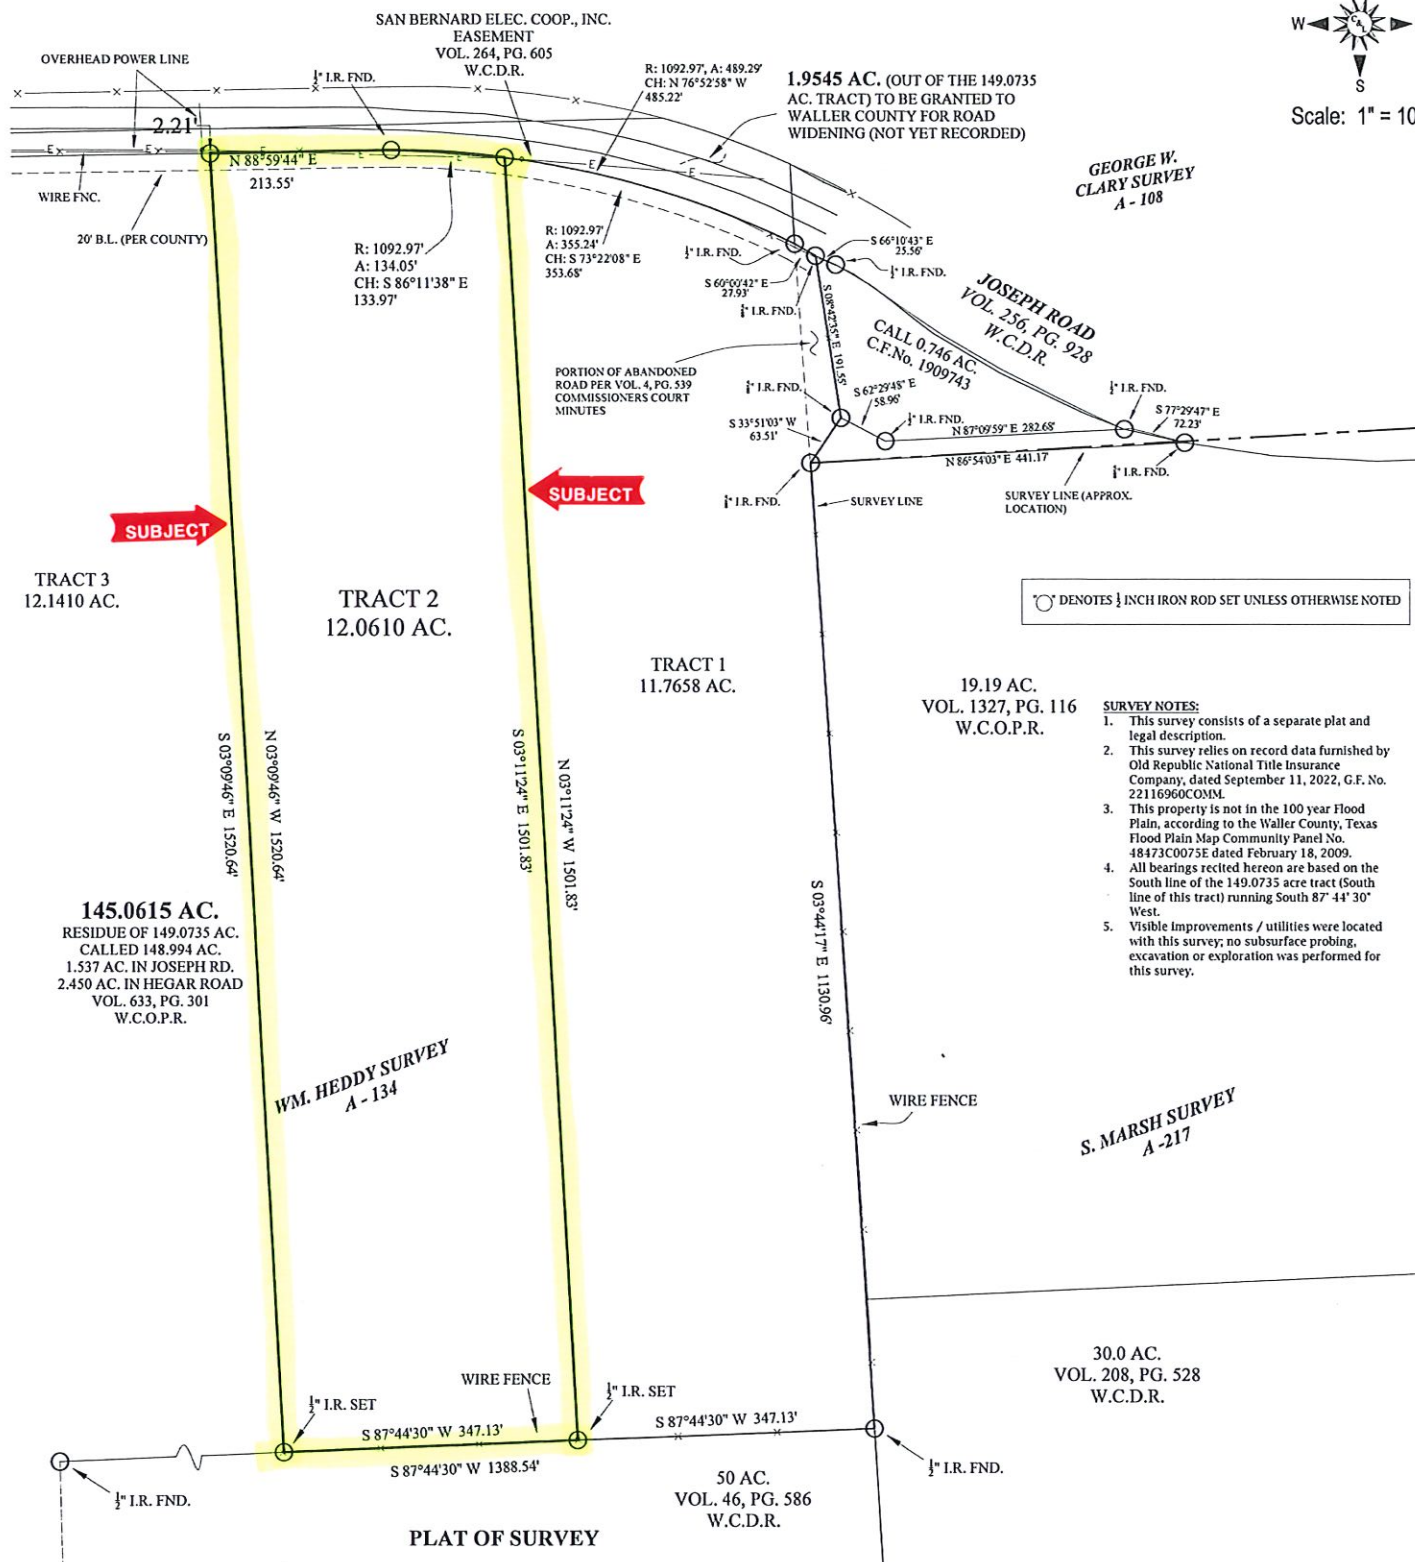 SAN BERNARD ELEC. COOP., INC.
EASEMENT
VOL. 264, PG. 605
W.C.D.R.
OVERHEAD POWER LINE
½" I.R. FND.
2.21'
R: 1092.97', A: 489.29'
CH: N 76°52'58" W
485.22'
1.9545 AC. (OUT OF THE 149.0735
AC. TRACT) TO BE GRANTED TO
WALLER COUNTY FOR ROAD
WIDENING (NOT YET RECORDED)
W
S
Scale: 1" = 10
GEORGE W.
CLARY SURVEY
A - 108
E
E
E
E
E
E
N 88°59'44" E
213.55'
WIRE FNC.
20' B.L. (PER COUNTY)
R: 1092.97'
A: 134.05'
CH: S 86°11'38" E
133.97'
R: 1092.97'
A: 355.24'
CH: S 73°22'08" E
353.68'
½" I.R. FND.
S 66°10'43" E
25.56'
½" I.R. FND.
S 60°00'42" E
27.93'
½" I.R. FND.
JOSEPH ROAD
VOL. 256, PG. 928
W.C.D.R.
S 08°42'35" E 191.55'
CALL 0.746 AC.
C.F.No. 1909743
PORTION OF ABANDONED
ROAD PER VOL. 4, PG. 539
COMMISSIONERS COURT
MINUTES
½" I.R. FND.
S 62°29'48" E
58.96'
½" I.R. FND.
½" I.R. FND.
S 77°29'47" E
72.23'
S 33°51'03" W
63.51'
N 87°09'59" E 282.68'
N 86°54'03" E 441.17
½" I.R. FND.
½" I.R. FND.
SURVEY LINE
SURVEY LINE (APPROX.
LOCATION)
SUBJECT
SUBJECT
TRACT 3
12.1410 AC.
TRACT 2
12.0610 AC.
TRACT 1
11.7658 AC.
"○" DENOTES ½ INCH IRON ROD SET UNLESS OTHERWISE NOTED
19.19 AC.
VOL. 1327, PG. 116
W.C.O.P.R.
SURVEY NOTES:
1. This survey consists of a separate plat and
legal description.
2. This survey relies on record data furnished by
Old Republic National Title Insurance
Company, dated September 11, 2022, G.F. No.
22116960COMM.
3. This property is not in the 100 year Flood
Plain, according to the Waller County, Texas
Flood Plain Map Community Panel No.
48473C0075E dated February 18, 2009.
4. All bearings recited hereon are based on the
South line of the 149.0735 acre tract (South
line of this tract) running South 87° 44' 30"
West.
5. Visible improvements / utilities were located
with this survey; no subsurface probing,
excavation or exploration was performed for
this survey.
S 03°09'46" E 1520.64'
N 03°09'46" W 1520.64'
S 03°11'24" E 1501.83'
N 03°11'24" W 1501.83'
S 03°44'17" E 1130.96'
145.0615 AC.
RESIDUE OF 149.0735 AC.
CALLED 148.994 AC.
1.537 AC. IN JOSEPH RD.
2.450 AC. IN HEGAR ROAD
VOL. 633, PG. 301
W.C.O.P.R.
WM. HEDDY SURVEY
A - 134
WIRE FENCE
S. MARSH SURVEY
A -217
30.0 AC.
VOL. 208, PG. 528
W.C.D.R.
½" I.R. SET
WIRE FENCE
½" I.R. SET
S 87°44'30" W 347.13'
S 87°44'30" W 347.13'
S 87°44'30" W 1388.54'
½" I.R. FND.
½" I.R. FND.
50 AC.
VOL. 46, PG. 586
W.C.D.R.
PLAT OF SURVEY